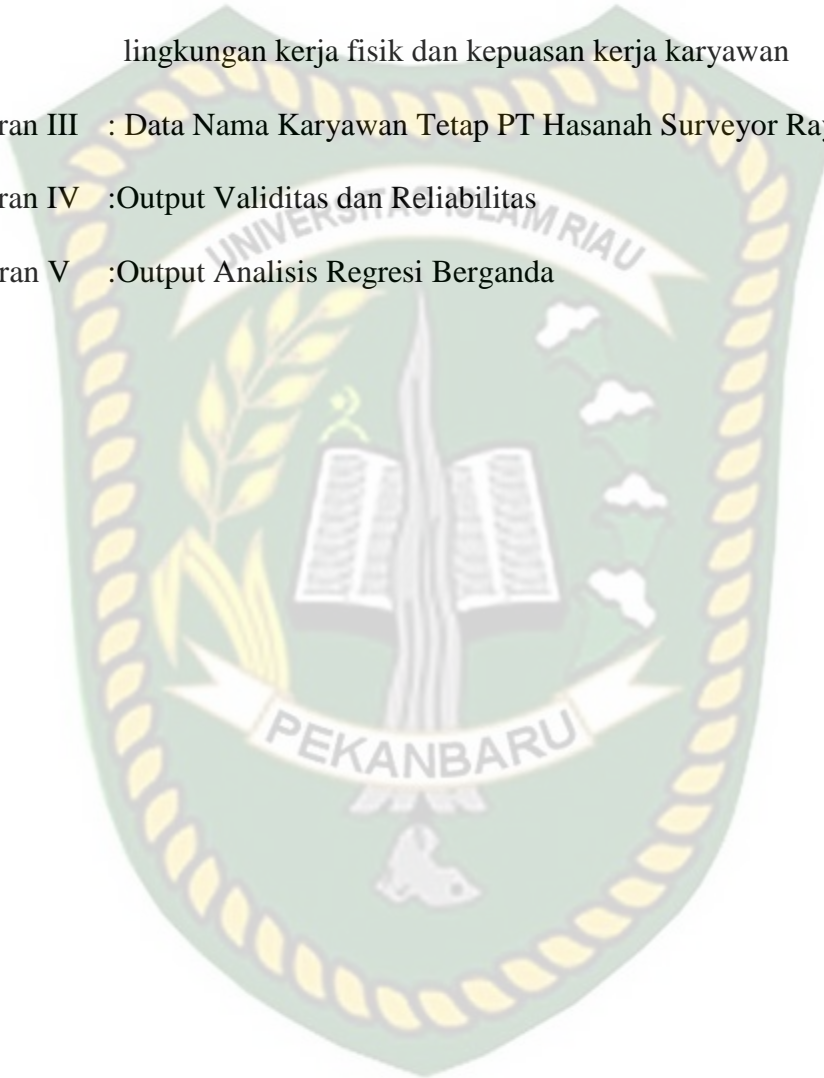 lingkungan kerja fisik dan kepuasan kerja karyawan
ran III : Data Nama Karyawan Tetap PT Hasanah Surveyor Ray
UNIVERSITAS ISLAM RIAU
ran IV :Output Validitas dan Reliabilitas
ran V :Output Analisis Regresi Berganda
PEKANBARU